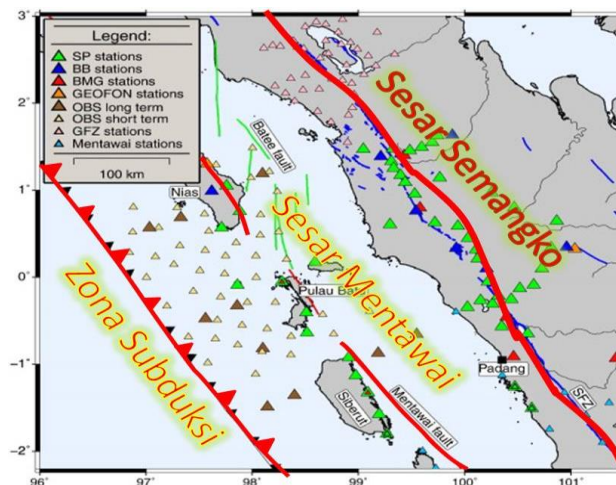 3°
2°
1°
0°
-1°
-2°
96°
97°
98°
99°
100°
101°
Legend:
SP stations
BB stations
BMG stations
GEOFON stations
OBS long term
OBS short term
GFZ stations
Mentawai stations
100 km
Batee fault
Nias
Sesar Semangko
Sesar Mentawai
Zona Subduksi
Pulau Bat
Siberut
Mentawai fault
Padang
SFZ